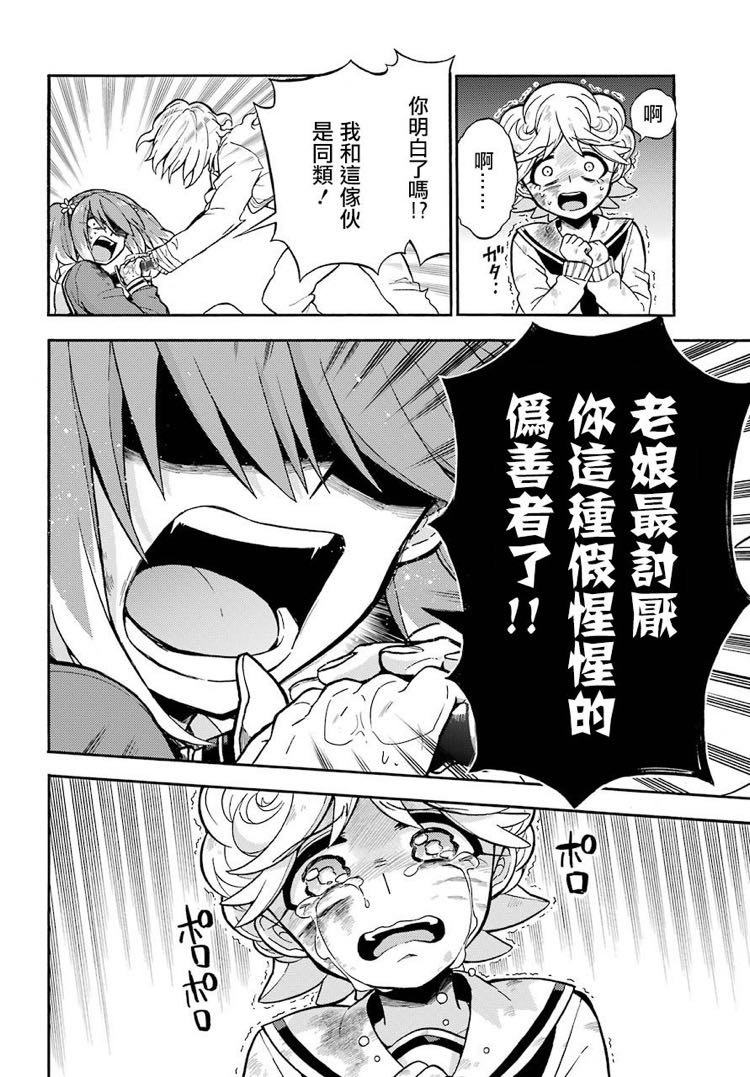 啊
啊……
ガタ…
你明白了嗎!?
我和這傢伙
是同類!
老娘最討厭
你這種假惺惺的
偽善者了!!
ポロ
ポロポロ